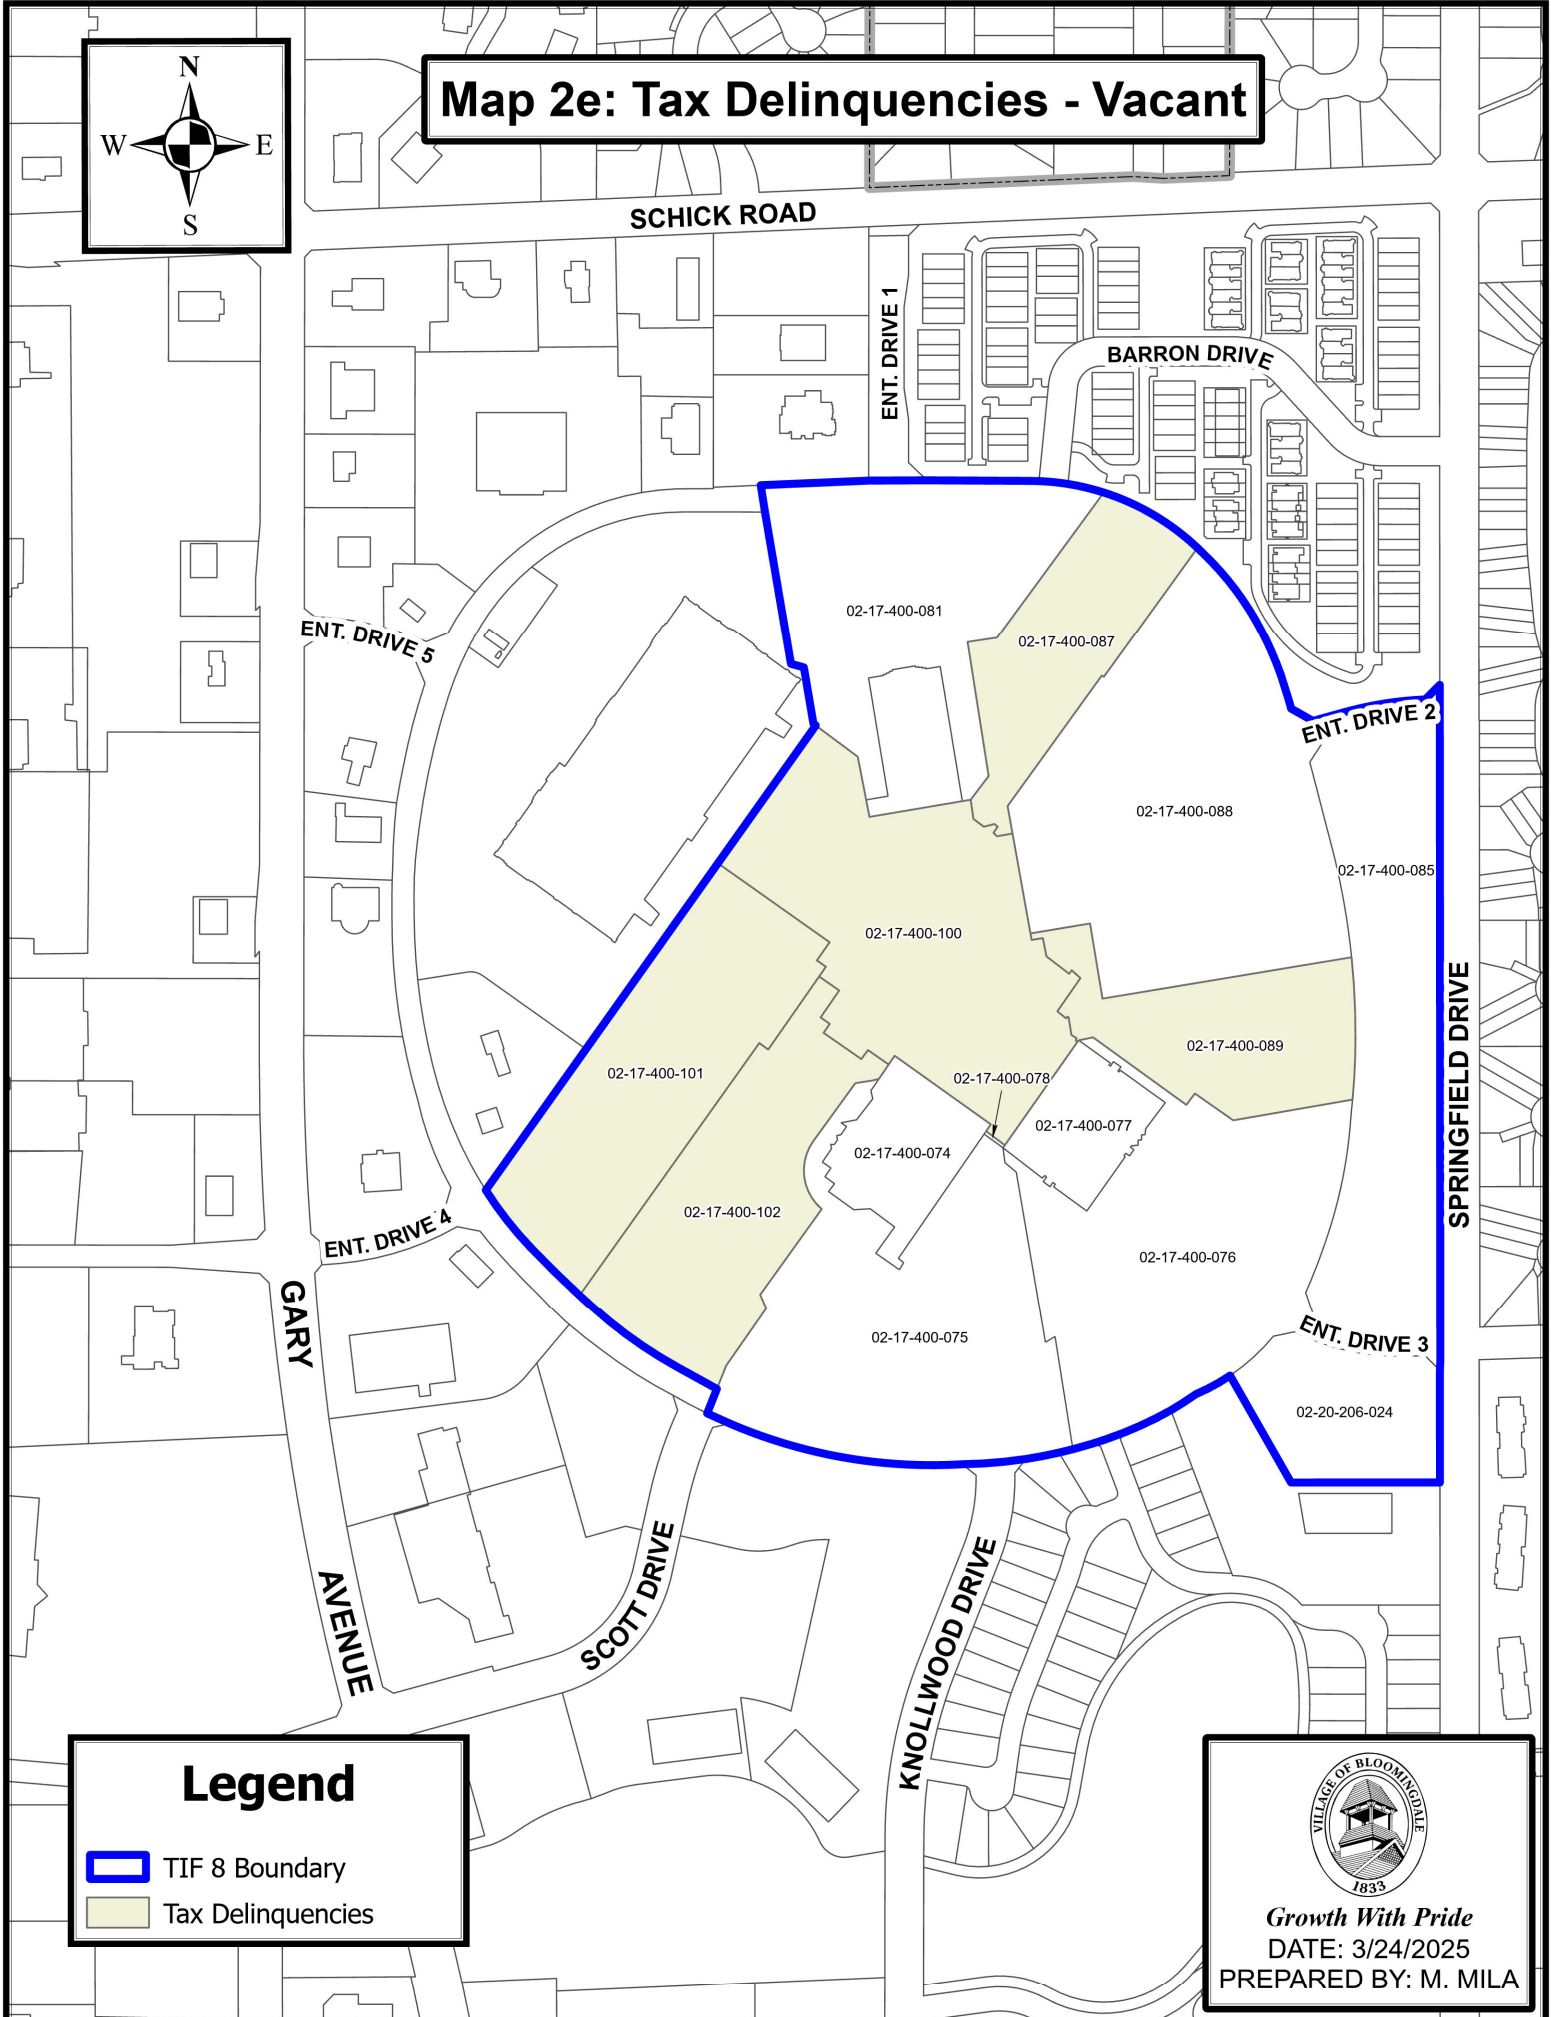 Map 2e: Tax Delinquencies - Vacant
N
W E
S
SCHICK ROAD
ENT. DRIVE 1
BARRON DRIVE
ENT. DRIVE 5
02-17-400-081
02-17-400-087
ENT. DRIVE 2
02-17-400-088
02-17-400-085
02-17-400-100
SPRINGFIELD DRIVE
02-17-400-089
02-17-400-101
02-17-400-078
02-17-400-077
02-17-400-074
02-17-400-102
ENT. DRIVE 4
02-17-400-076
GARY
AVENUE
02-17-400-075
ENT. DRIVE 3
02-20-206-024
SCOTT DRIVE
KNOLLWOOD DRIVE
Legend
TIF 8 Boundary
Tax Delinquencies
VILLAGE OF BLOOMINGDALE
1833
Growth With Pride
DATE: 3/24/2025
PREPARED BY: M. MILA